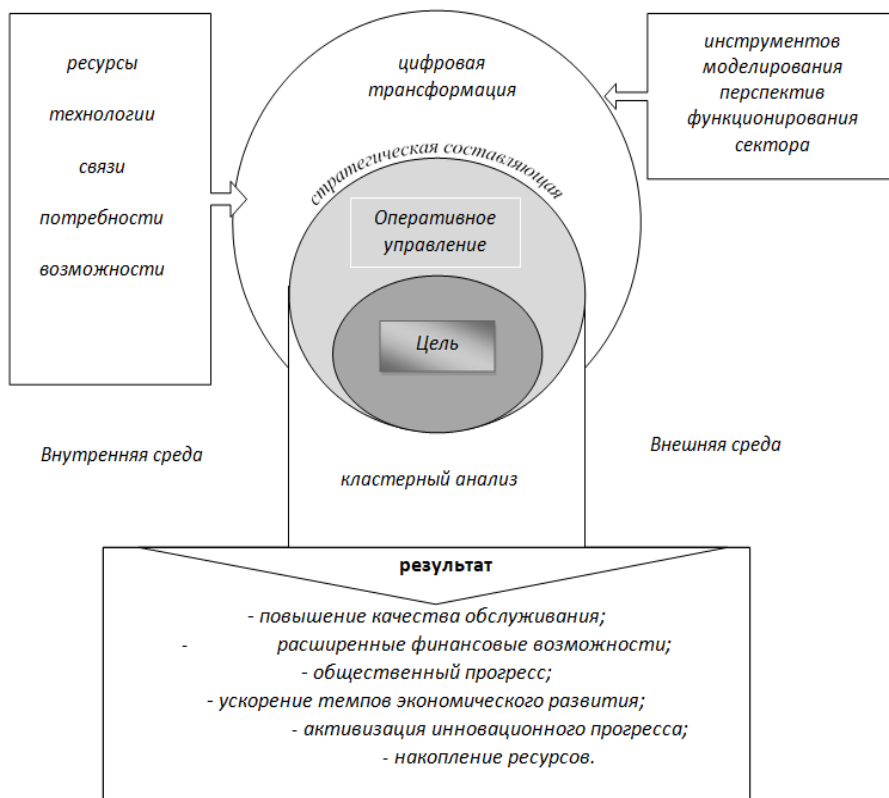 ресурсы
технологии
связи
потребности
возможности
цифровая
трансформация
инструментов
моделирования
перспектив
функционирования
сектора
стратегическая составляющая
Оперативное
управление
Цель
Внутренняя среда
Внешняя среда
кластерный анализ
результат
- повышение качества обслуживания;
- расширенные финансовые возможности;
- общественный прогресс;
- ускорение темпов экономического развития;
- активизация инновационного прогресса;
- накопление ресурсов.